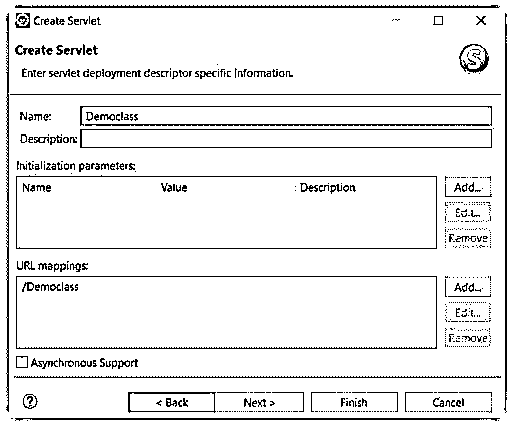 Create Servlet
Create Servlet
Enter servlet deployment descriptor specific information.
S
Name: Democlass
Description:
Initialization parameters:
Name Value Description
Add...
Edit...
Remove
URL mappings:
/Democlass
Add...
Edit...
Remove
Asynchronous Support
? < Back Next > Finish Cancel